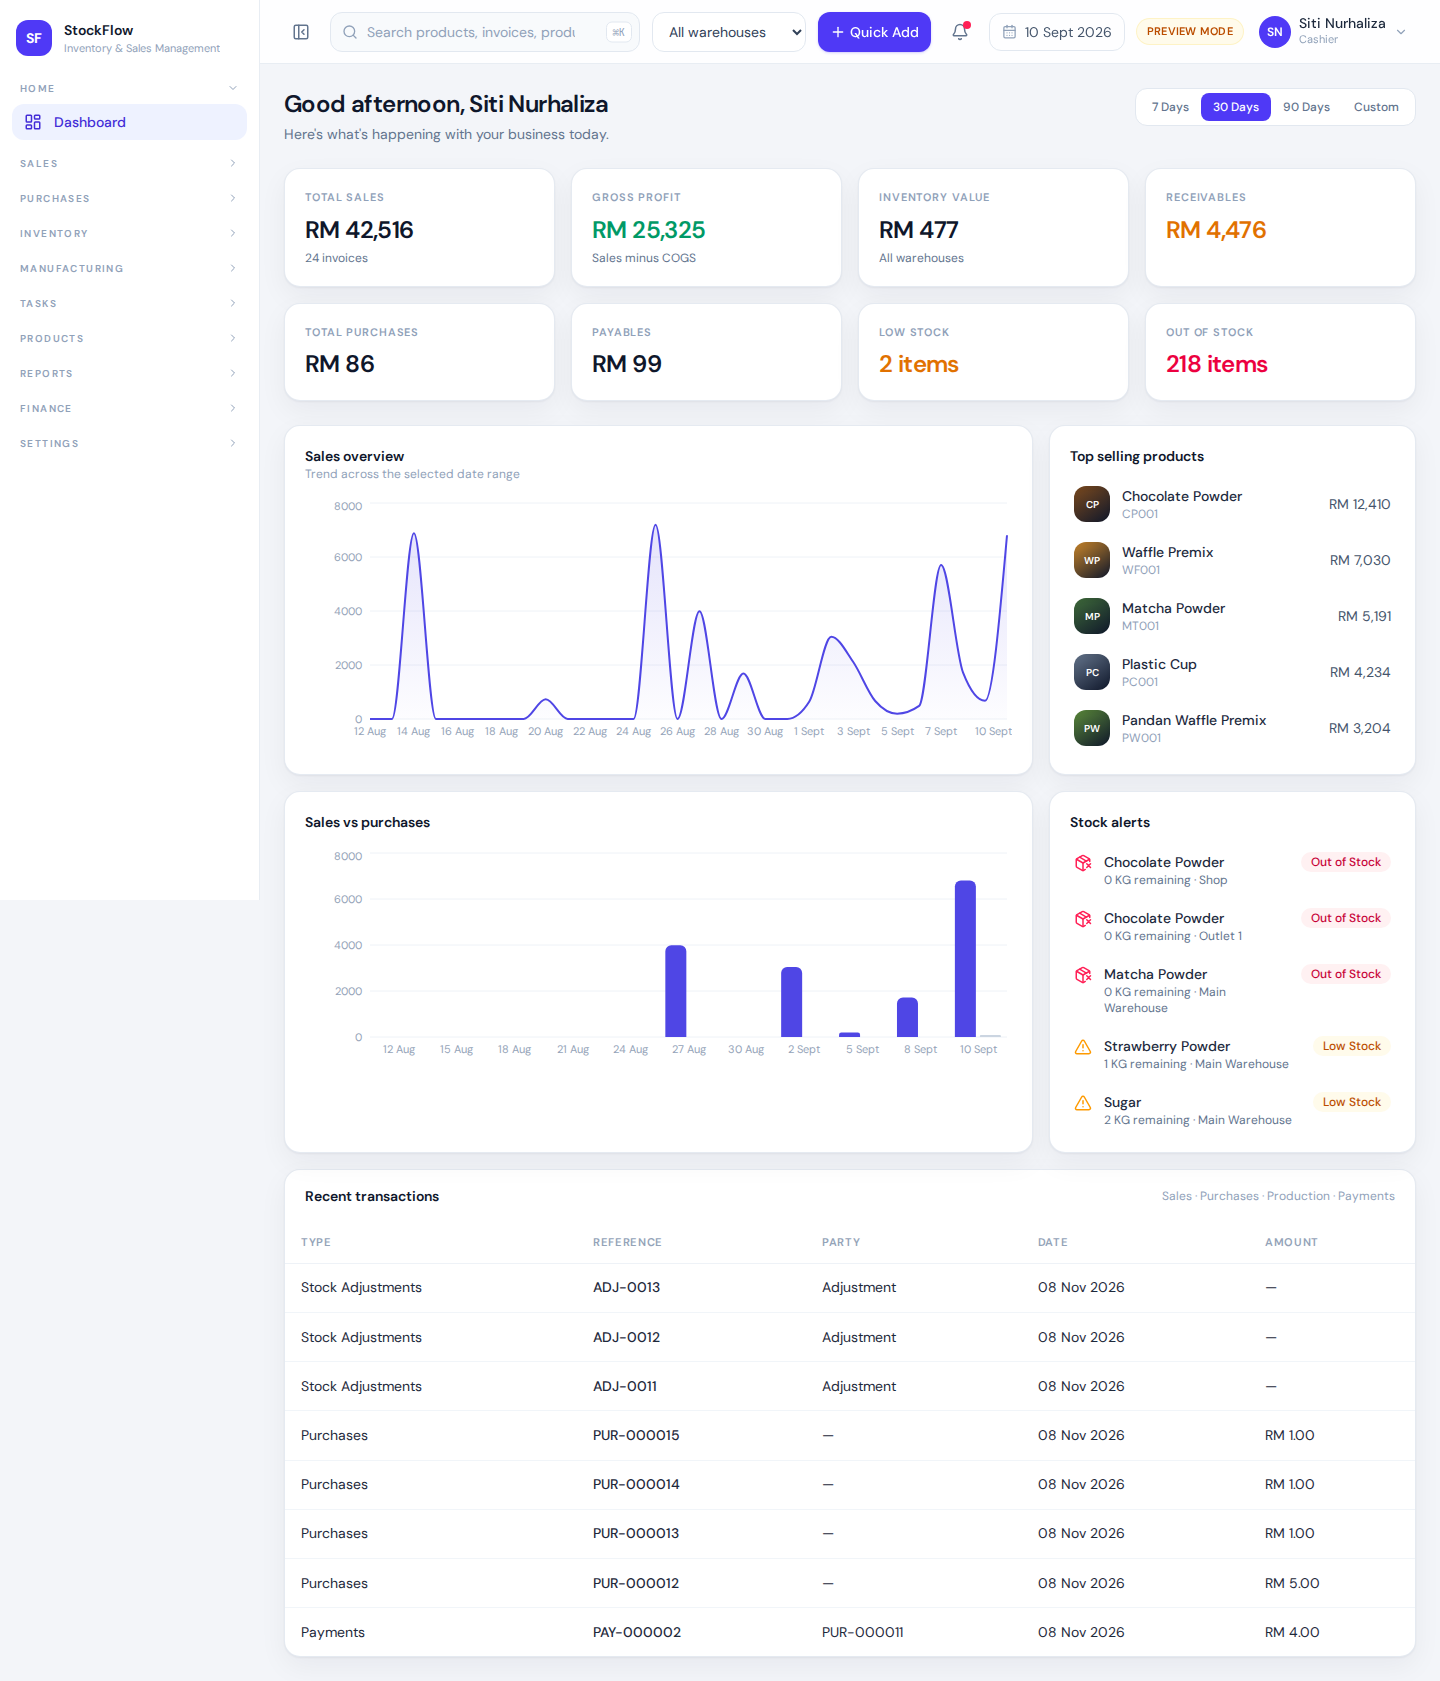 SF
StockFlow
Inventory & Sales Management
HOME
Dashboard
SALES
PURCHASES
INVENTORY
MANUFACTURING
TASKS
PRODUCTS
REPORTS
FINANCE
SETTINGS
Search products, invoices, produ
⌘K
All warehouses
+ Quick Add
10 Sept 2026
PREVIEW MODE
SN
Siti Nurhaliza
Cashier
Good afternoon, Siti Nurhaliza
Here's what's happening with your business today.
7 Days
30 Days
90 Days
Custom
TOTAL SALES
RM 42,516
24 invoices
GROSS PROFIT
RM 25,325
Sales minus COGS
INVENTORY VALUE
RM 477
All warehouses
RECEIVABLES
RM 4,476
TOTAL PURCHASES
RM 86
PAYABLES
RM 99
LOW STOCK
2 items
OUT OF STOCK
218 items
Sales overview
Trend across the selected date range
8000
6000
4000
2000
0
12 Aug 14 Aug 16 Aug 18 Aug 20 Aug 22 Aug 24 Aug 26 Aug 28 Aug 30 Aug 1 Sept 3 Sept 5 Sept 7 Sept 10 Sept
Top selling products
CP
Chocolate Powder
CP001
RM 12,410
WP
Waffle Premix
WF001
RM 7,030
MP
Matcha Powder
MT001
RM 5,191
PC
Plastic Cup
PC001
RM 4,234
PW
Pandan Waffle Premix
PW001
RM 3,204
Sales vs purchases
8000
6000
4000
2000
0
12 Aug 15 Aug 18 Aug 21 Aug 24 Aug 27 Aug 30 Aug 2 Sept 5 Sept 8 Sept 10 Sept
Stock alerts
Chocolate Powder
0 KG remaining · Shop
Out of Stock
Chocolate Powder
0 KG remaining · Outlet 1
Out of Stock
Matcha Powder
0 KG remaining · Main
Warehouse
Out of Stock
Strawberry Powder
1 KG remaining · Main Warehouse
Low Stock
Sugar
2 KG remaining · Main Warehouse
Low Stock
Recent transactions
Sales · Purchases · Production · Payments
TYPE REFERENCE PARTY DATE AMOUNT
Stock Adjustments ADJ-0013 Adjustment 08 Nov 2026 —
Stock Adjustments ADJ-0012 Adjustment 08 Nov 2026 —
Stock Adjustments ADJ-0011 Adjustment 08 Nov 2026 —
Purchases PUR-000015 — 08 Nov 2026 RM 1.00
Purchases PUR-000014 — 08 Nov 2026 RM 1.00
Purchases PUR-000013 — 08 Nov 2026 RM 1.00
Purchases PUR-000012 — 08 Nov 2026 RM 5.00
Payments PAY-000002 PUR-000011 08 Nov 2026 RM 4.00